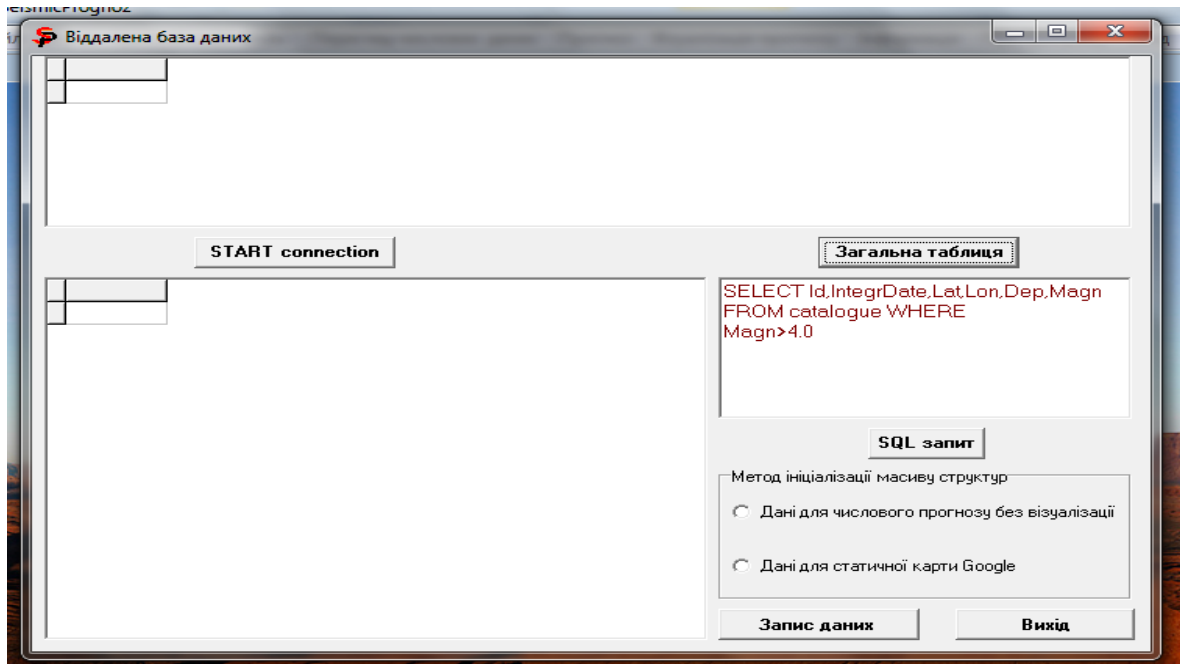 Віддалена база даних
START connection
Загальна таблиця
SELECT Id,IntegrDate,Lat,Lon,Dep,Magn
FROM catalogue WHERE
Magn>4.0
SQL запит
Метод ініціалізації масиву структур
Дані для числового прогнозу без візуалізації
Дані для статичної карти Google
Запис даних
Вихід